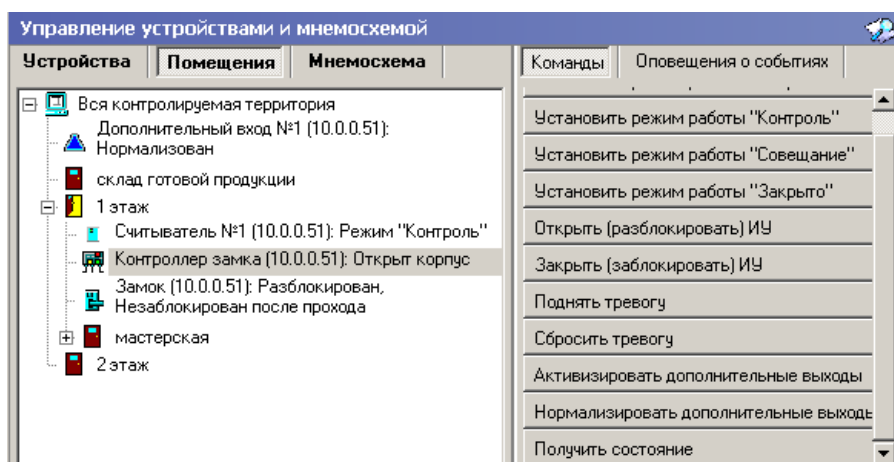 Управление устройствами и мнемосхемой
Устройства Помещения Мнемосхема
Вся контролируемая территория
Дополнительный вход №1 (10.0.0.51):
Нормализован
склад готовой продукции
1 этаж
Считыватель №1 (10.0.0.51): Режим "Контроль"
Контроллер замка (10.0.0.51): Открыт корпус
Замок (10.0.0.51): Разблокирован,
Незаблокирован после прохода
мастерская
2 этаж
Команды Оповещения о событиях
Установить режим работы "Контроль"
Установить режим работы "Совещание"
Установить режим работы "Закрыто"
Открыть (разблокировать) ИУ
Закрыть (заблокировать) ИУ
Поднять тревогу
Сбросить тревогу
Активизировать дополнительные выходы
Нормализировать дополнительные выходы
Получить состояние